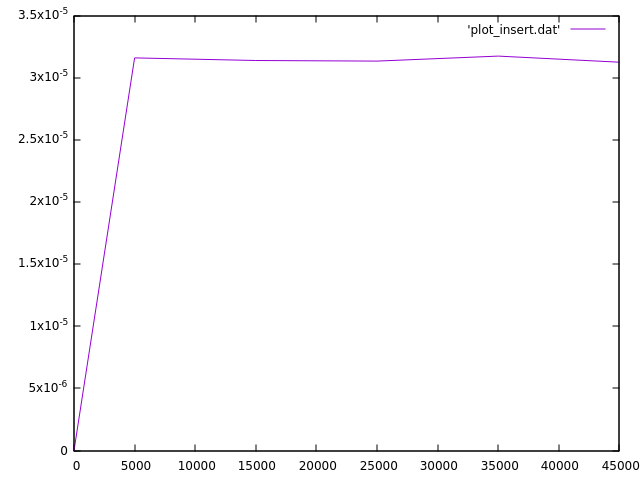 3.5x10⁻⁵
'plot_insert.dat'
3x10⁻⁵
2.5x10⁻⁵
2x10⁻⁵
1.5x10⁻⁵
1x10⁻⁵
5x10⁻⁶
0
0 5000 10000 15000 20000 25000 30000 35000 40000 45000